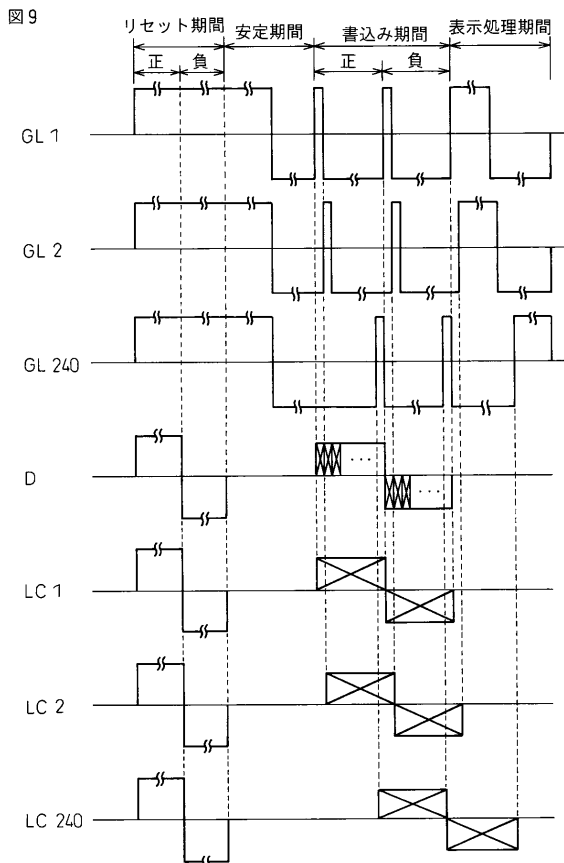 図9
リセット期間 安定期間 書込み期間 表示処理期間
正 負 正 負
GL 1
GL 2
GL 240
D
... ...
LC 1
LC 2
LC 240